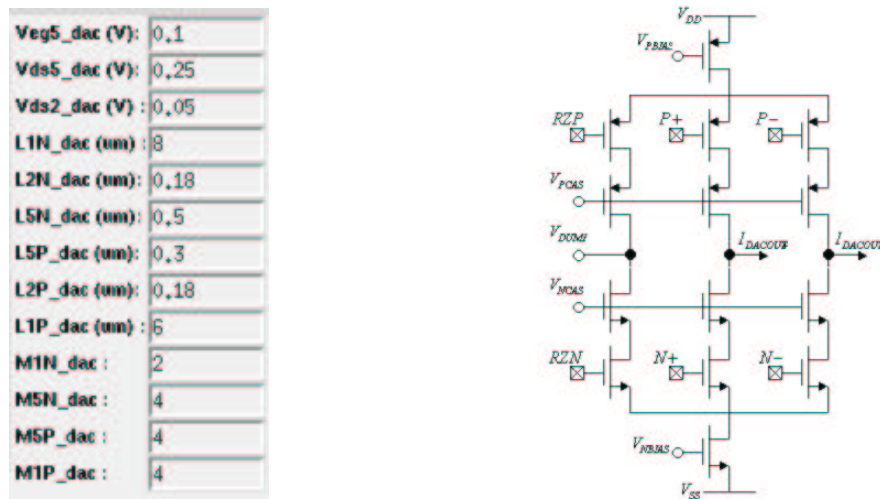 Veg5_dac (V): 0.1
Vds5_dac (V): 0.25
Vds2_dac (V) : 0.05
L1N_dac (um) : 8
L2N_dac (um): 0.18
L5N_dac (um): 0.5
L5P_dac (um): 0.3
L2P_dac (um): 0.18
L1P_dac (um) : 6
M1N_dac : 2
M5N_dac : 4
M5P_dac : 4
M1P_dac : 4
VDD
VPBIAS
RZP P+ P-
VPCAS
VDUMI IDACOUT IDACOUT
VNCAS
RZN N+ N-
VNBIAS
VSS